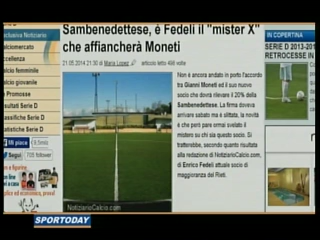 Sambenedettese, è Fedeli il "mister X"
che affiancherà Moneti
21.05.2014 21:30 di Maria Lopez articolo letto 498 volte
Esclusiva Notiziario
Calciomercato
Eccellenza
Calcio femminile
Calcio giovanile
Promosse
Classifiche Serie D
Risultati Serie D
Mi piace
Segui
Non è ancora andato in porto l'accordo
tra Gianni Moneti ed il suo nuovo
socio che dovrà rilevare il 20% della
Sambenedettese. La firma doveva
arrivare sabato ma è slittata, la novità
è che però pare ormai svelato il
mistero su chi sia questo socio. Si
tratterebbe, secondo quanto risulta
alla redazione di NotiziarioCalcio.com,
di Enrico Fedeli attuale socio di
maggioranza del Rieti.
NotiziarioCalcio.com
IN COPERTINA
SERIE D 2013-201
RETROCESSE IN
SPORTODAY